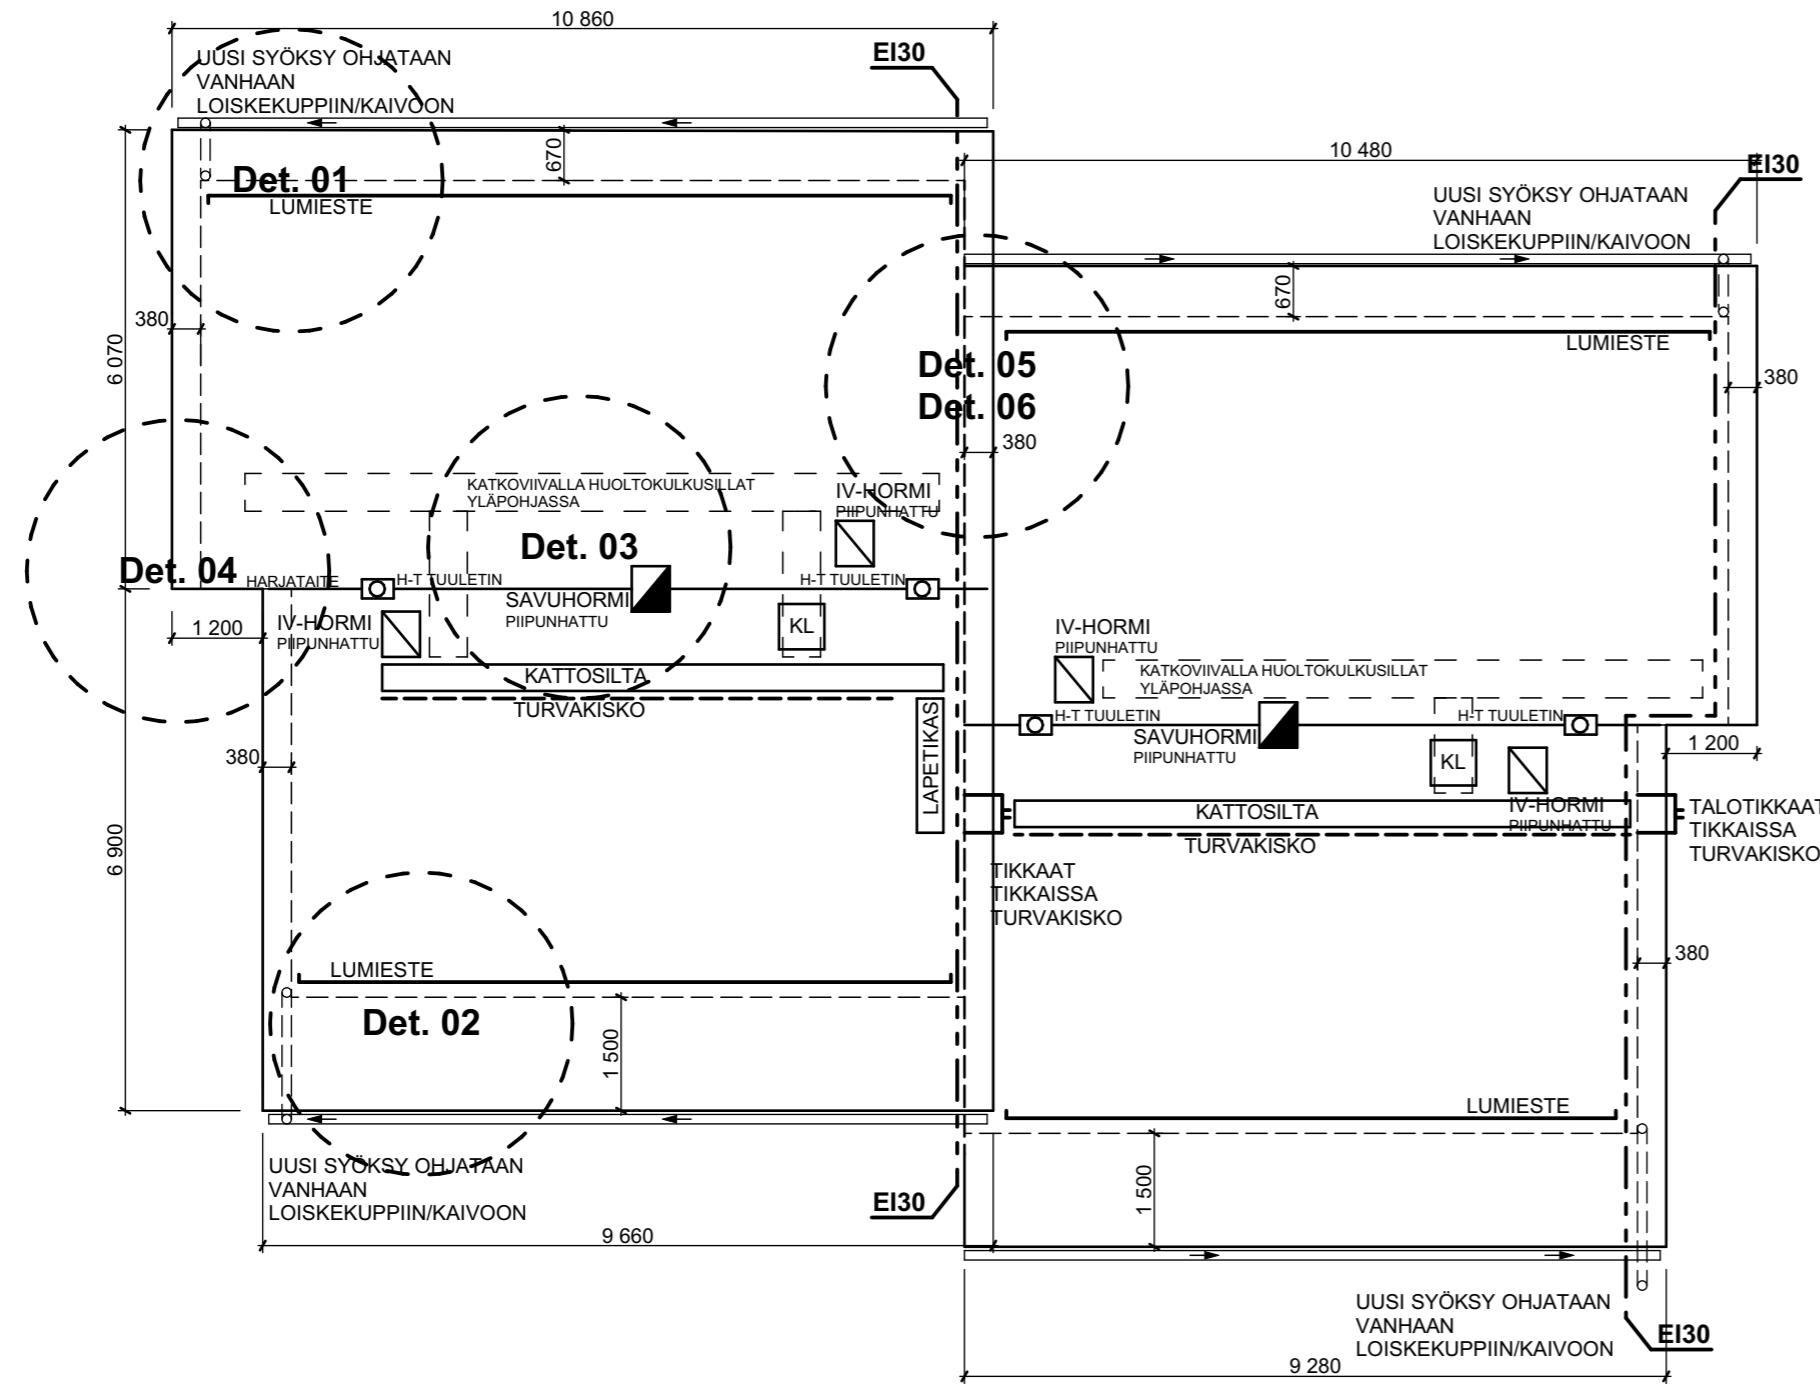 10 860
UUSI SYÖKSY OHJATAAN
VANHAAN
LOISKEKUPPIIN/KAIVOON
EI30
670
10 480
EI30
Det. 01
LUMIESTE
UUSI SYÖKSY OHJATAAN
VANHAAN
LOISKEKUPPIIN/KAIVOON
670
380
6 070
LUMIESTE
Det. 05
Det. 06
380
380
KATKOVIIVALLA HUOLTOKULKUSILLAT
YLÄPOHJASSA
IV-HORMI
PIIPUNHATTU
Det. 03
Det. 04
HARJATAITE
H-T TUULETIN
H-T TUULETIN
SAVUHORMI
PIIPUNHATTU
1 200
IV-HORMI
PIIPUNHATTU
KL
IV-HORMI
PIIPUNHATTU
KATTOSILTA
KATKOVIIVALLA HUOLTOKULKUSILLAT
YLÄPOHJASSA
TURVAKISKO
H-T TUULETIN
H-T TUULETIN
SAVUHORMI
PIIPUNHATTU
1 200
380
LAPETIKAS
KL
IV-HORMI
PIIPUNHATTU
KATTOSILTA
TURVAKISKO
TALOTIKKAAT
TIKKAISSA
TURVAKISKO
6 900
TIKKAAT
TIKKAISSA
TURVAKISKO
380
LUMIESTE
Det. 02
1 500
LUMIESTE
UUSI SYÖKSY OHJATAAN
VANHAAN
LOISKEKUPPIIN/KAIVOON
EI30
1 500
9 660
UUSI SYÖKSY OHJATAAN
VANHAAN
LOISKEKUPPIIN/KAIVOON
EI30
9 280